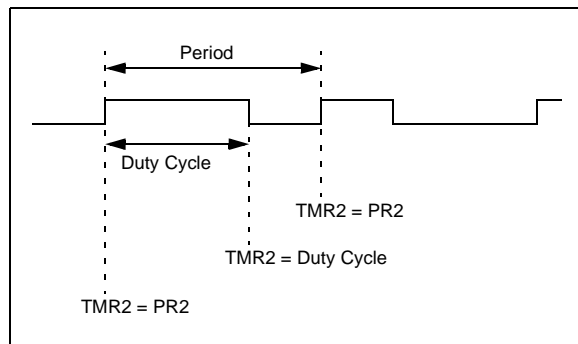 Period
Duty Cycle
TMR2 = PR2
TMR2 = Duty Cycle
TMR2 = PR2